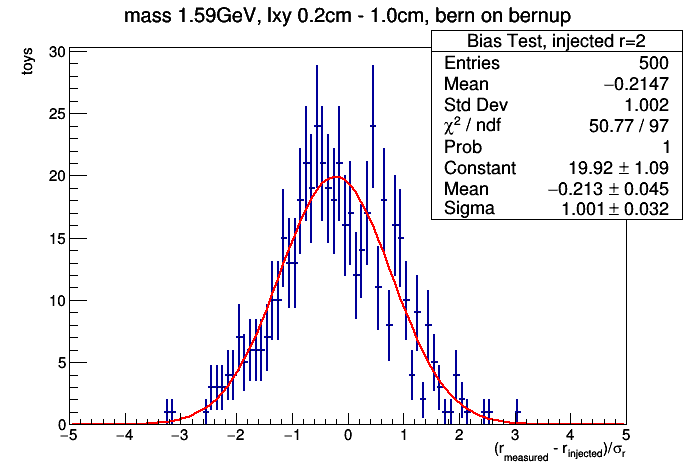 mass 1.59GeV, lxy 0.2cm - 1.0cm, bern on bernup
Bias Test, injected r=2
Entries 500
Mean −0.2147
Std Dev 1.002
χ² / ndf 50.77 / 97
Prob 1
Constant 19.92 ± 1.09
Mean −0.213 ± 0.045
Sigma 1.001 ± 0.032
toys
30
25
20
15
10
5
0
−5 −4 −3 −2 −1 0 1 2 3 4 5
(r_measured - r_injected)/σ_r